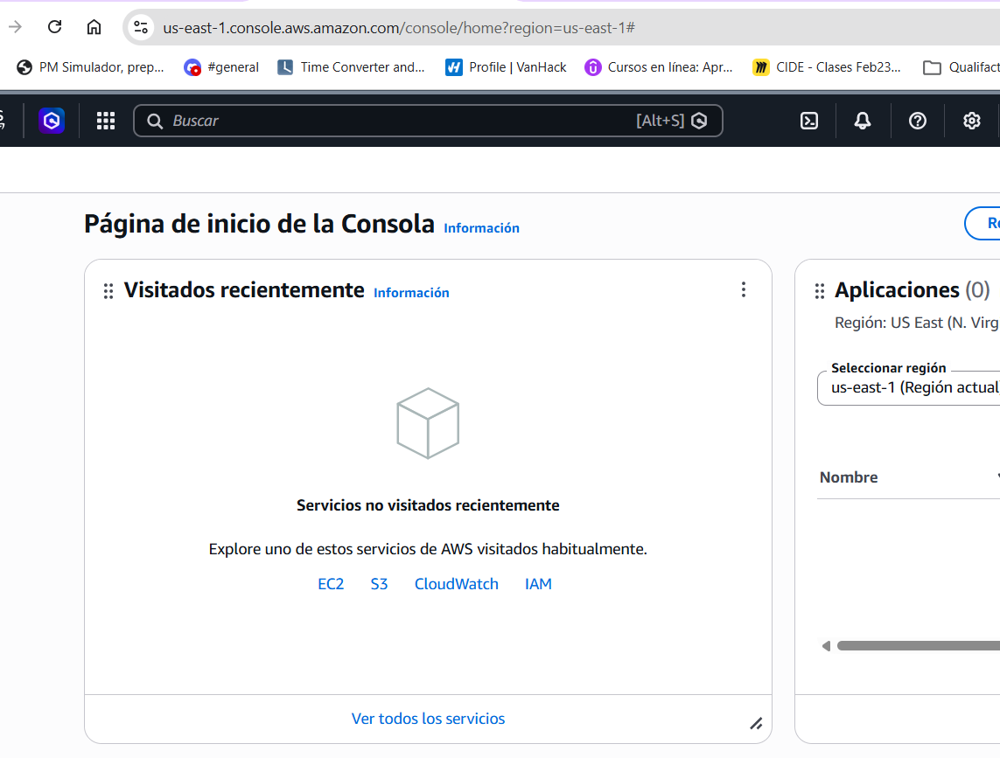 us-east-1.console.aws.amazon.com/console/home?region=us-east-1#
PM Simulador, prep... #general Time Converter and... Profile | VanHack Cursos en línea: Apr... CIDE - Clases Feb23... Qualifact
Buscar [Alt+S]
Página de inicio de la Consola Información
Visitados recientemente Información
Servicios no visitados recientemente
Explore uno de estos servicios de AWS visitados habitualmente.
EC2 S3 CloudWatch IAM
Ver todos los servicios
Aplicaciones (0)
Región: US East (N. Virg
Seleccionar región
us-east-1 (Región actual)
Nombre